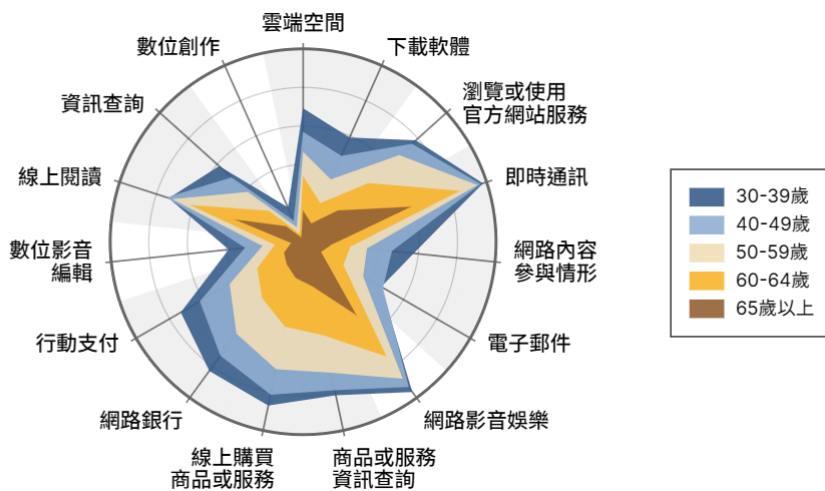 雲端空間
下載軟體
瀏覽或使用
官方網站服務
即時通訊
網路內容
參與情形
電子郵件
網路影音娛樂
商品或服務
資訊查詢
線上購買
商品或服務
網路銀行
行動支付
數位影音
編輯
線上閱讀
資訊查詢
數位創作
30-39歲
40-49歲
50-59歲
60-64歲
65歲以上